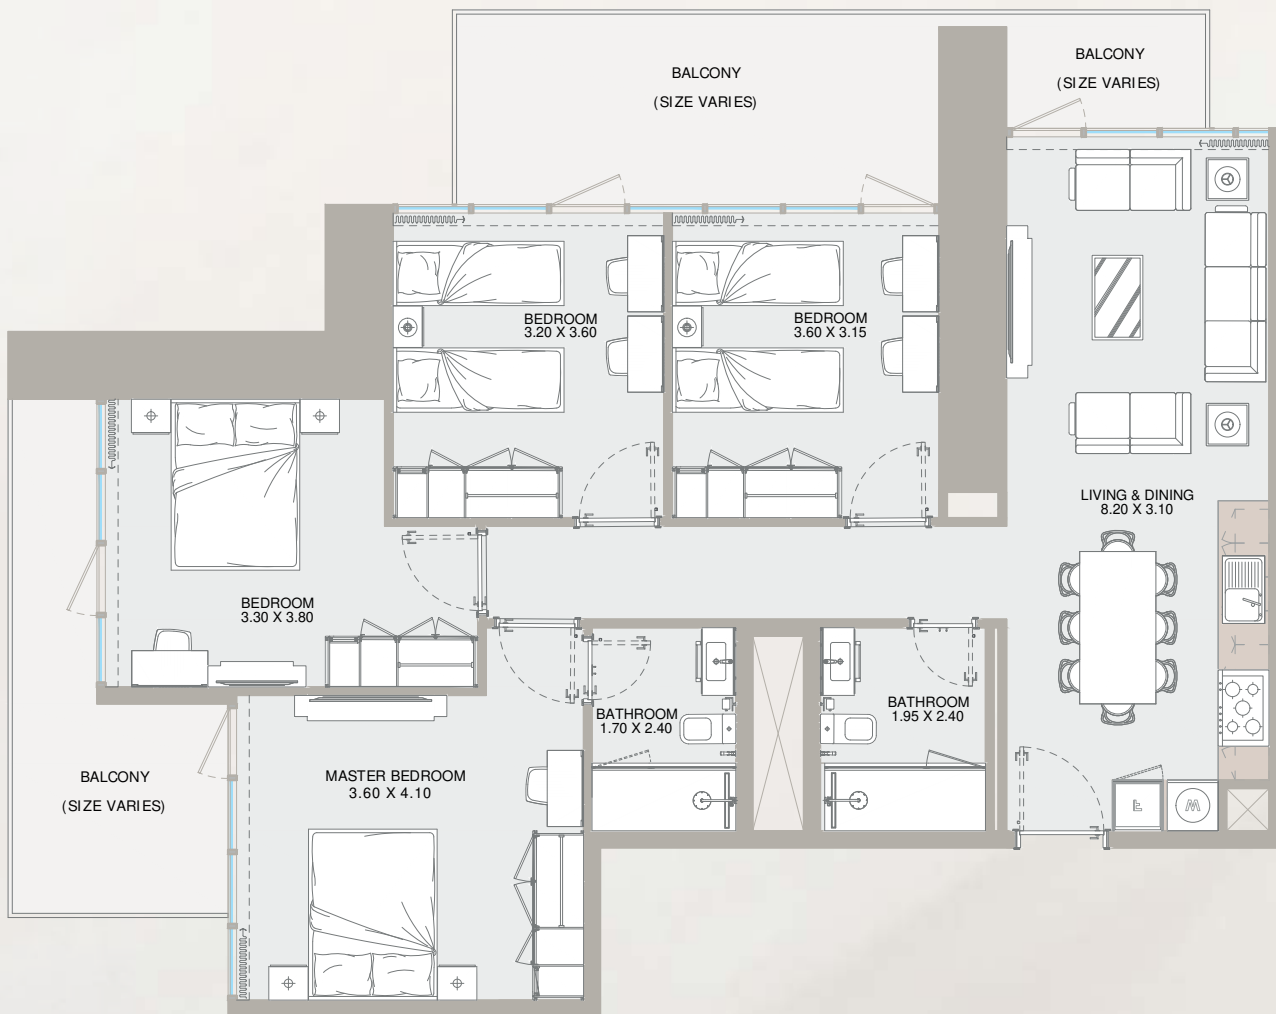 BALCONY
(SIZE VARIES)
BALCONY
(SIZE VARIES)
BEDROOM
3.20 X 3.60
BEDROOM
3.60 X 3.15
LIVING & DINING
8.20 X 3.10
BEDROOM
3.30 X 3.80
BATHROOM
1.70 X 2.40
BATHROOM
1.95 X 2.40
BALCONY
(SIZE VARIES)
MASTER BEDROOM
3.60 X 4.10
F
W